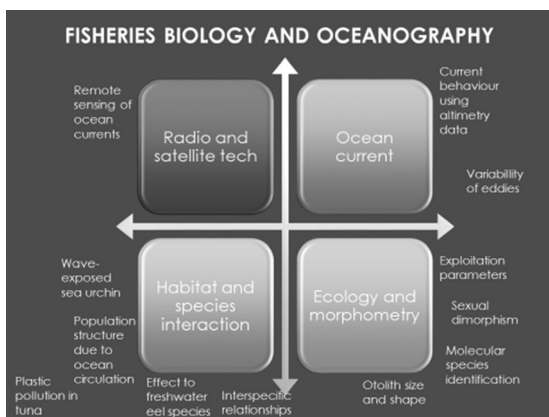 FISHERIES BIOLOGY AND OCEANOGRAPHY
Remote
sensing of
ocean
currents
Radio and
satellite tech
Ocean
current
Current
behaviour
using
altimetry
data
Variability
of eddies
Wave-
exposed
sea urchin
Population
structure
due to
ocean
circulation
Plastic
pollution in
tuna
Habitat and
species
interaction
Effect to
freshwater
eel species
Interspecific
relationships
Ecology and
morphometry
Exploitation
parameters
Sexual
dimorphism
Molecular
species
identification
Otolith size
and shape